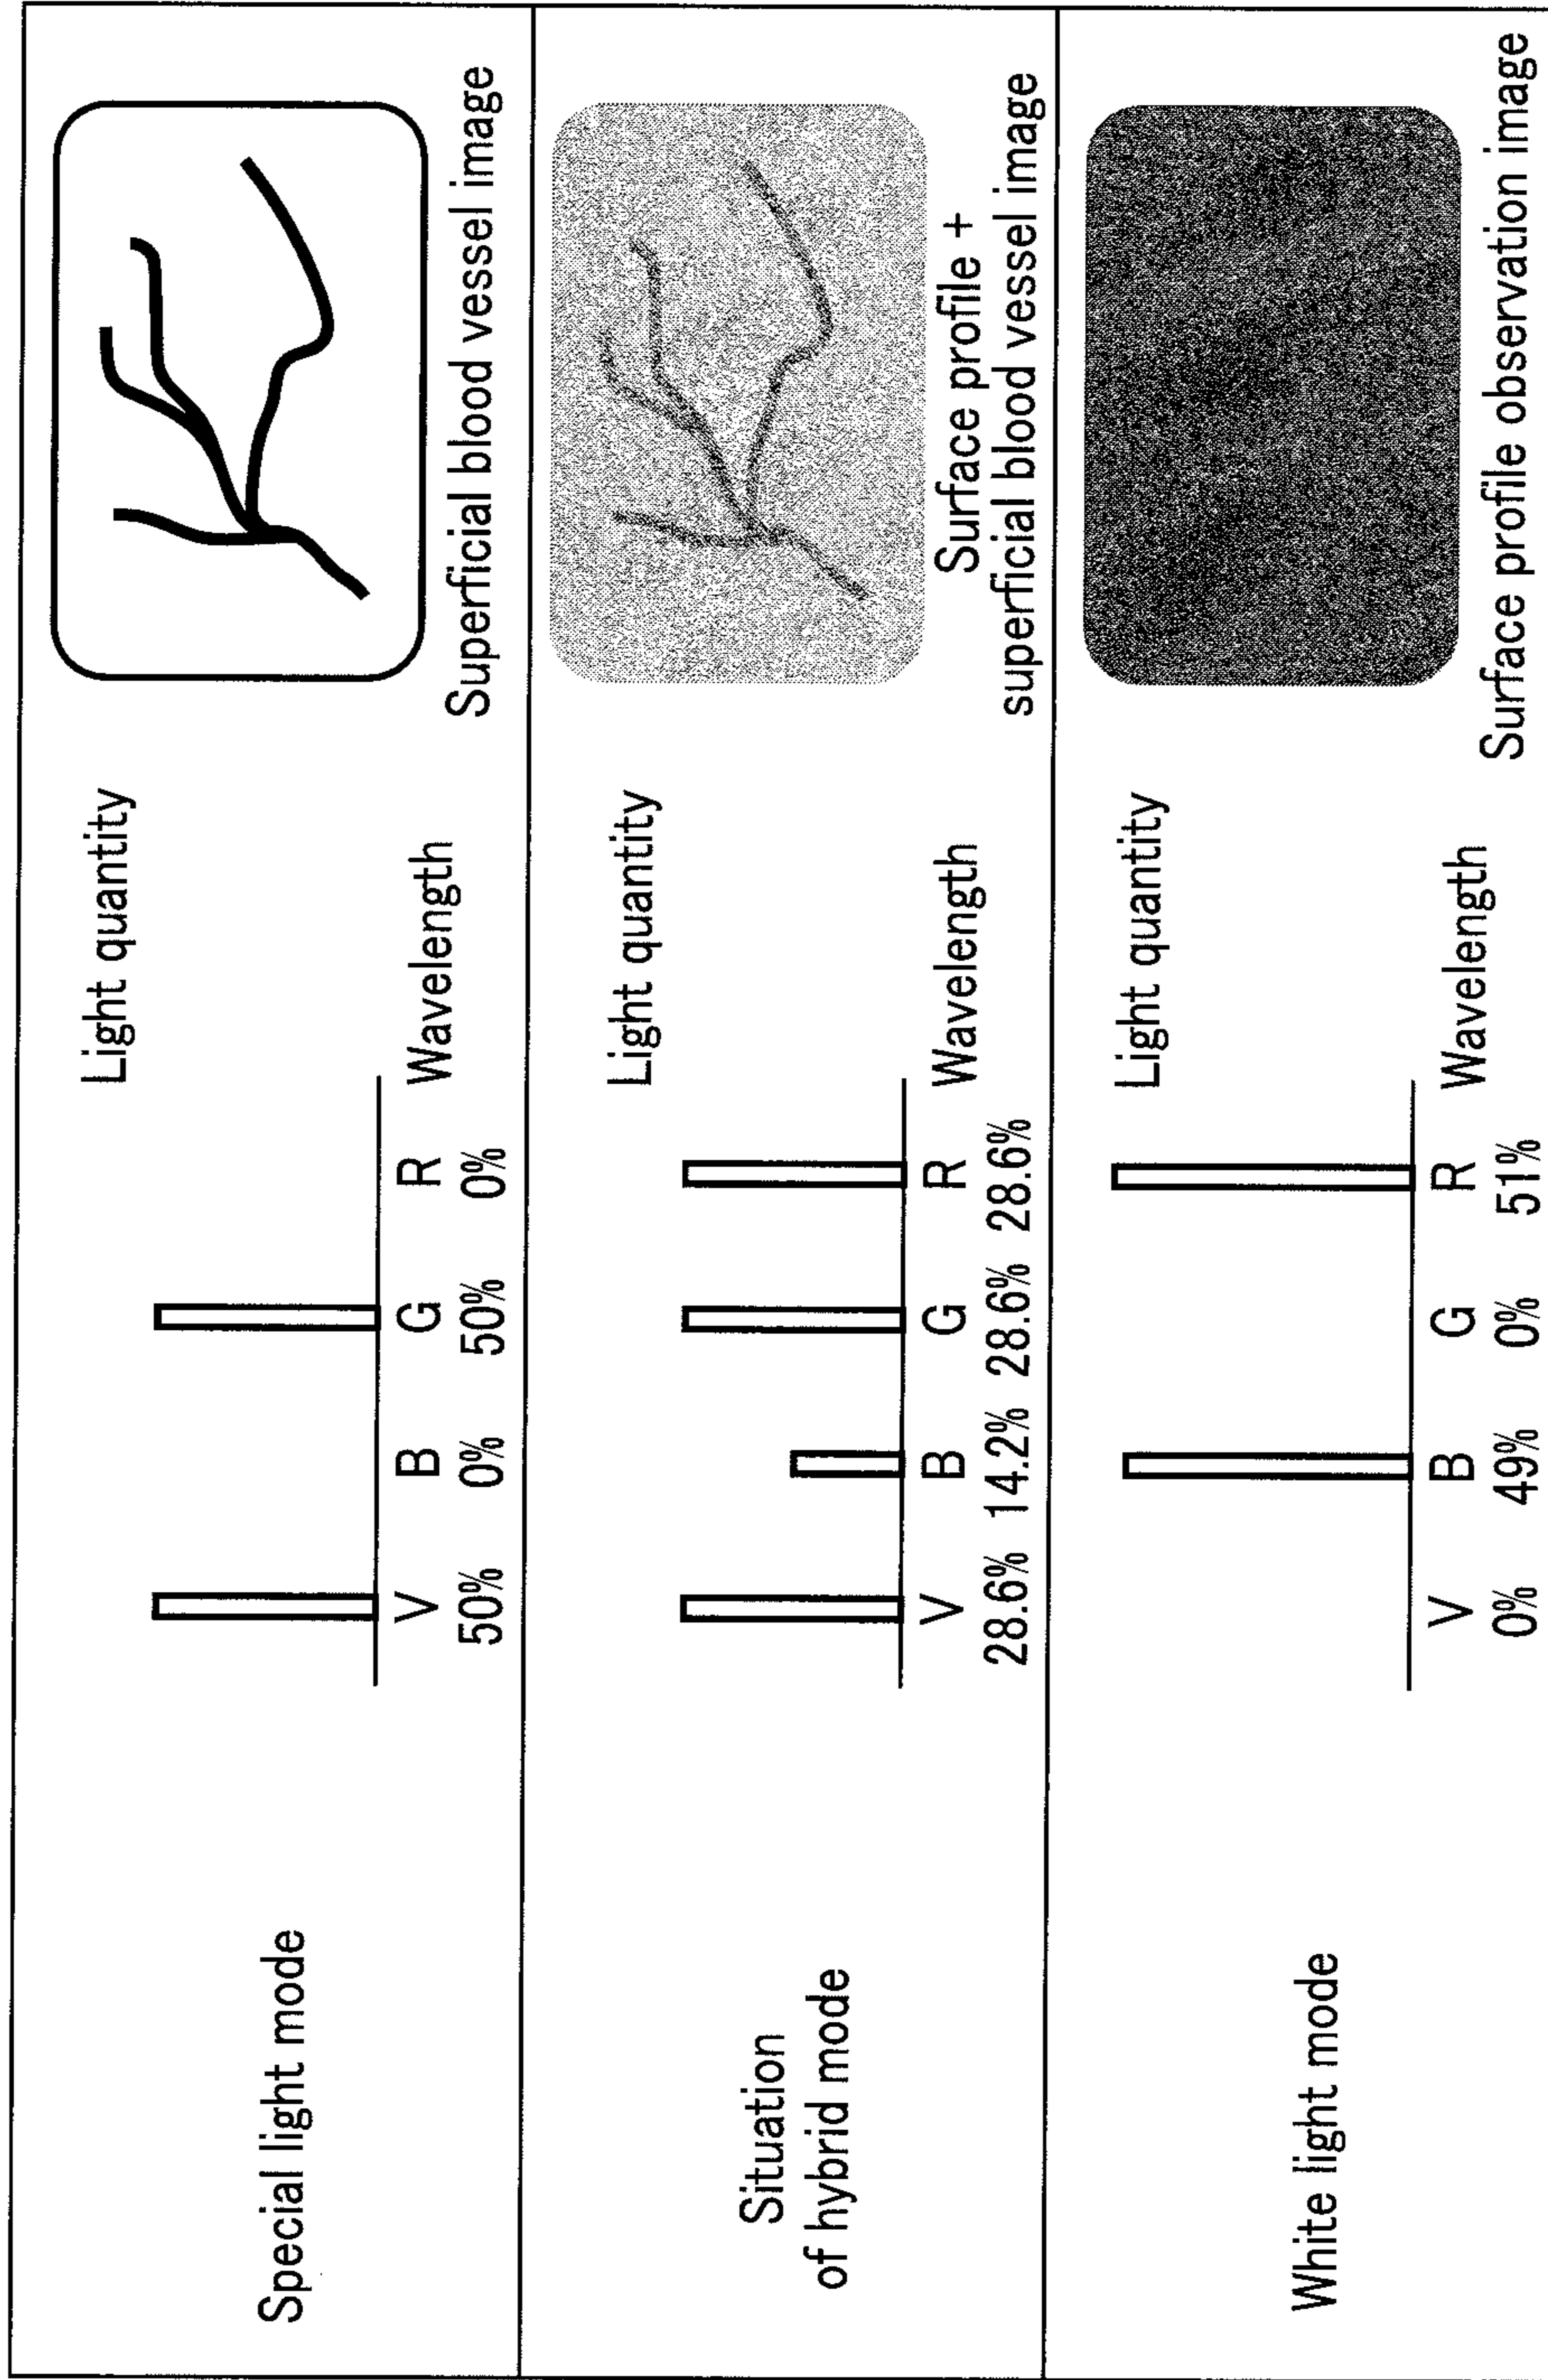 Special light mode
Light quantity
V B G R Wavelength
50% 0% 50% 0%
Superficial blood vessel image
Situation
of hybrid mode
Light quantity
V B G R Wavelength
28.6% 14.2% 28.6% 28.6%
Surface profile +
superficial blood vessel image
White light mode
Light quantity
V B G R Wavelength
0% 49% 0% 51%
Surface profile observation image